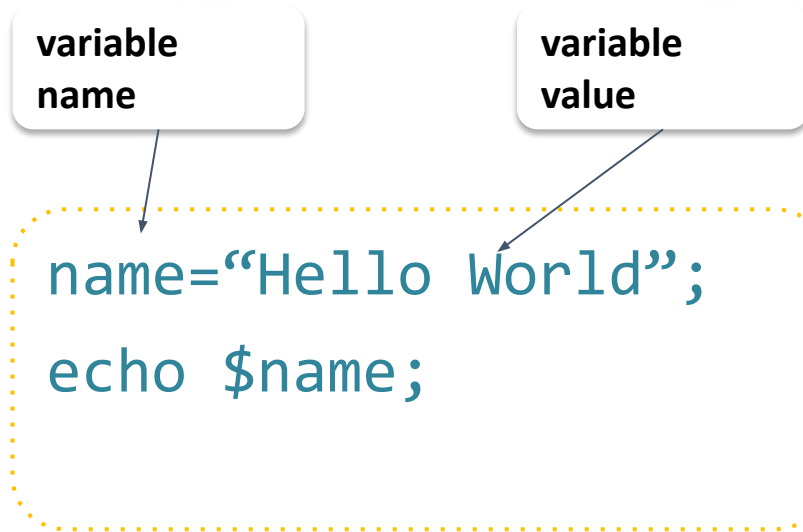 variable
name
variable
value
name=“Hello World”;
echo $name;